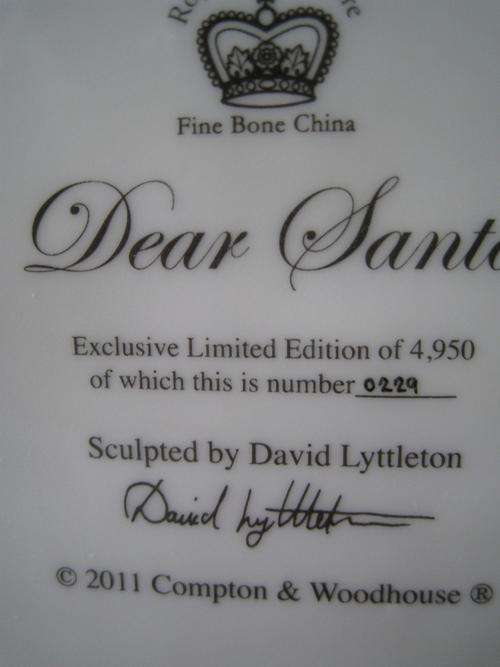 Fine Bone China
Dear Santa
Exclusive Limited Edition of 4,950
of which this is number 0229
Sculpted by David Lyttleton
David Lyttleton
© 2011 Compton & Woodhouse ®